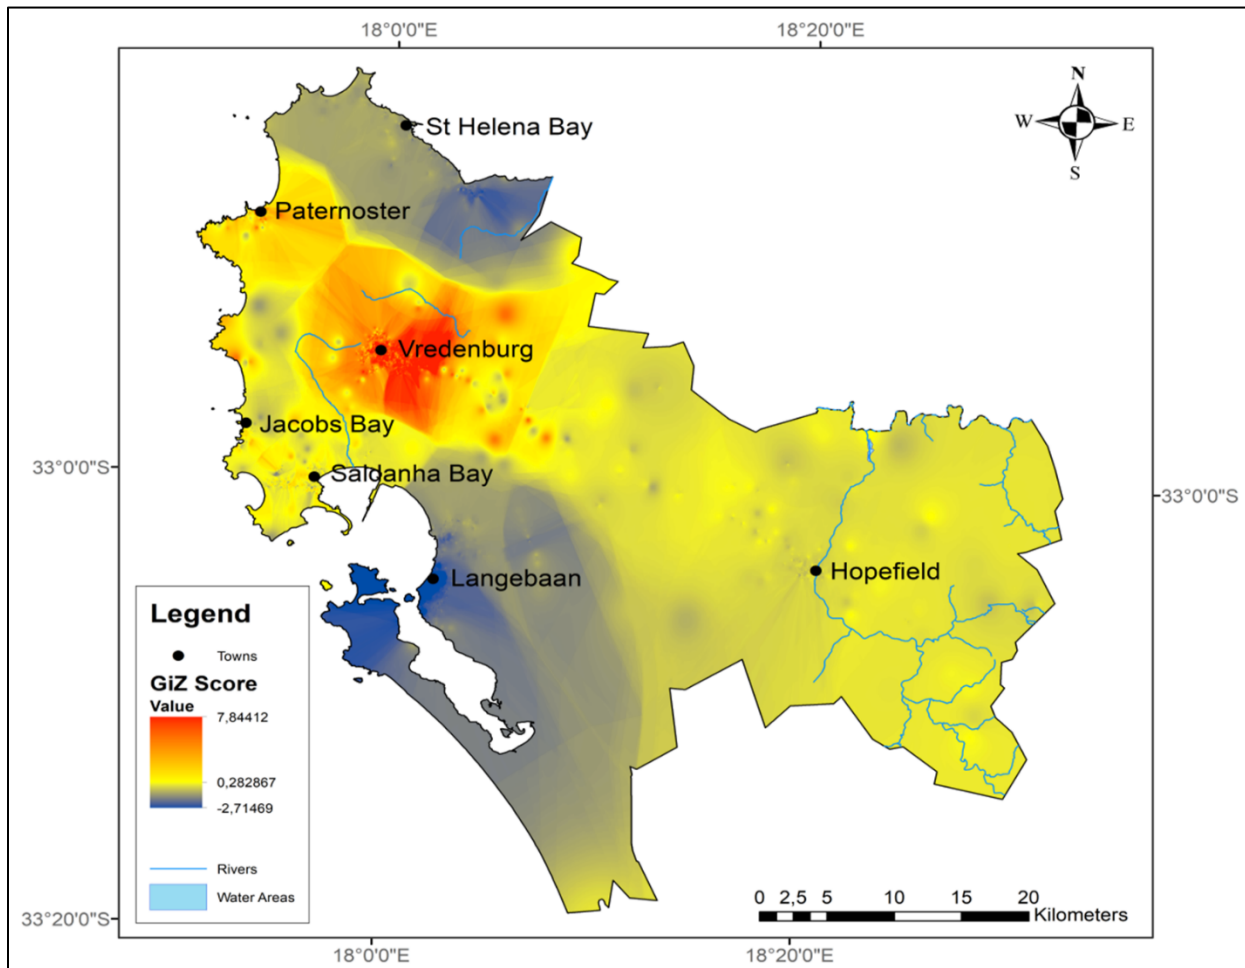 18°0'0"E
18°20'0"E
N
W
E
S
St Helena Bay
Paternoster
Vredenburg
Jacobs Bay
Saldanha Bay
33°0'0"S
33°0'0"S
Langebaan
Hopefield
Legend
Towns
GiZ Score
Value
7,84412
0,282867
-2,71469
Rivers
Water Areas
0 2,5 5 10 15 20
Kilometers
33°20'0"S
18°0'0"E
18°20'0"E